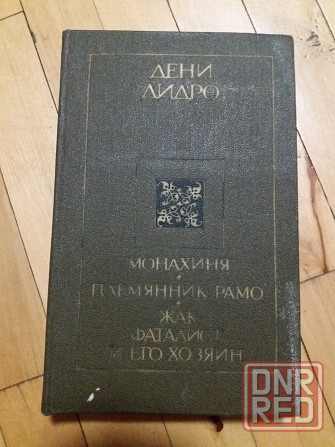 ДЕНИ
ДИДРО
МОНАХИНЯ
ПЛЕМЯННИК РАМО
ЖАК
ФАТАЛИСТ
И ЕГО ХОЗЯИН
DNR
RED